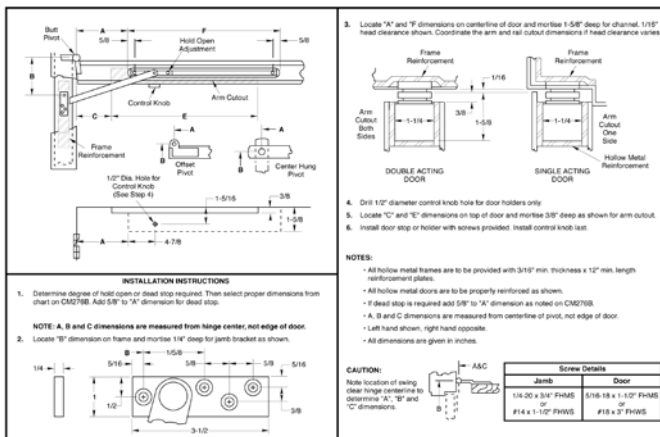 Butt
Pivot
A
F
5/8
Hold Open
Adjustment
5/8
B
Control Knob
Arm Cutout
C
E
Frame
Reinforcement
A
B
Offset
Pivot
A
B
Center Hung
Pivot
1/2" Dia. Hole for
Control Knob
(See Step 4)
1-5/16
3/8
1-5/8
A
4-7/8
INSTALLATION INSTRUCTIONS
1. Determine degree of hold open or dead stop required. Then select proper dimensions from
chart on CM276B. Add 5/8" to "A" dimension for dead stop.
NOTE: A, B and C dimensions are measured from hinge center, not edge of door.
2. Locate "B" dimension on frame and mortise 1/4" deep for jamb bracket as shown.
1/4
B
1-5/8
5/16
5/8
5/8
5/16
1
1/2
3/8
3-1/2
3. Locate "A" and "F" dimensions on centerline of door and mortise 1-5/8" deep for channel. 1/16"
head clearance shown. Coordinate the arm and rail cutout dimensions if head clearance varies.
Frame
Reinforcement
Frame
Reinforcement
1/16
3/8
1-5/8
Arm
Cutout
Both
Sides
1-1/4
1-1/4
Arm
Cutout
One
Side
Hollow Metal
Reinforcement
DOUBLE ACTING
DOOR
SINGLE ACTING
DOOR
4. Drill 1/2" diameter control knob hole for door holders only.
5. Locate "C" and "E" dimensions on top of door and mortise 3/8" deep as shown for arm cutout.
6. Install door stop or holder with screws provided. Install control knob last.
NOTES:
• All hollow metal frames are to be provided with 3/16" min. thickness x 12" min. length
reinforcement plates.
• All hollow metal doors are to be properly reinforced as shown.
• If dead stop is required add 5/8" to "A" dimension as noted on CM276B.
• A, B and C dimensions are measured from centerline of pivot, not edge of door.
• Left hand shown, right hand opposite.
• All dimensions are given in inches.
CAUTION:
Note location of swing
clear hinge centerline to
determine "A", "B" and
"C" dimensions.
A&C
B
Screw Details
Jamb Door
1/4-20 x 3/4" FHMS 5/16-18 x 1-1/2" FHMS
or or
#14 x 1-1/2" FHWS #18 x 3" FHWS